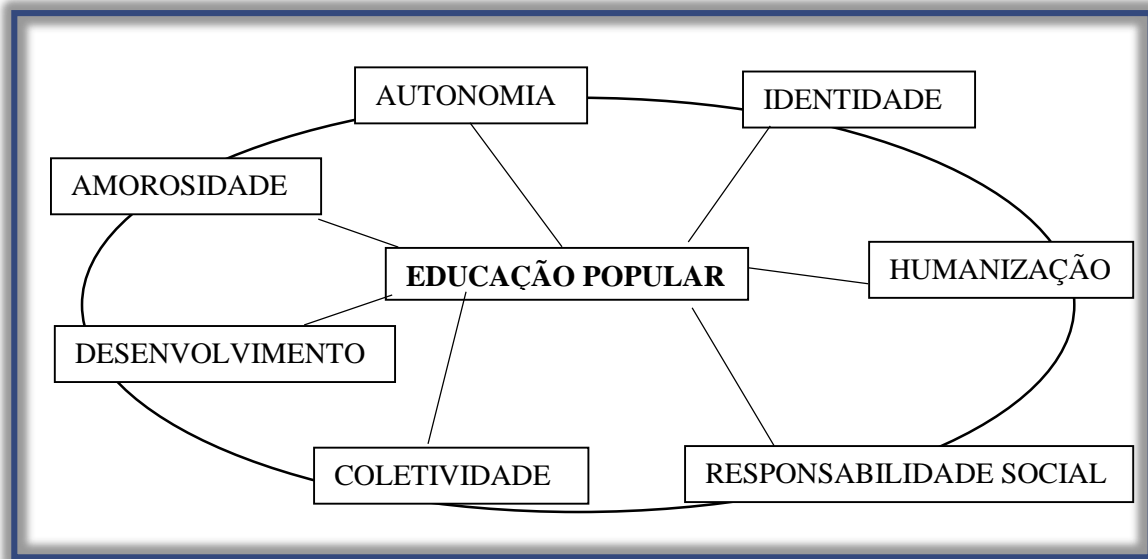 AUTONOMIA
IDENTIDADE
AMOROSIDADE
EDUCAÇÃO POPULAR
HUMANIZAÇÃO
DESENVOLVIMENTO
COLETIVIDADE
RESPONSABILIDADE SOCIAL